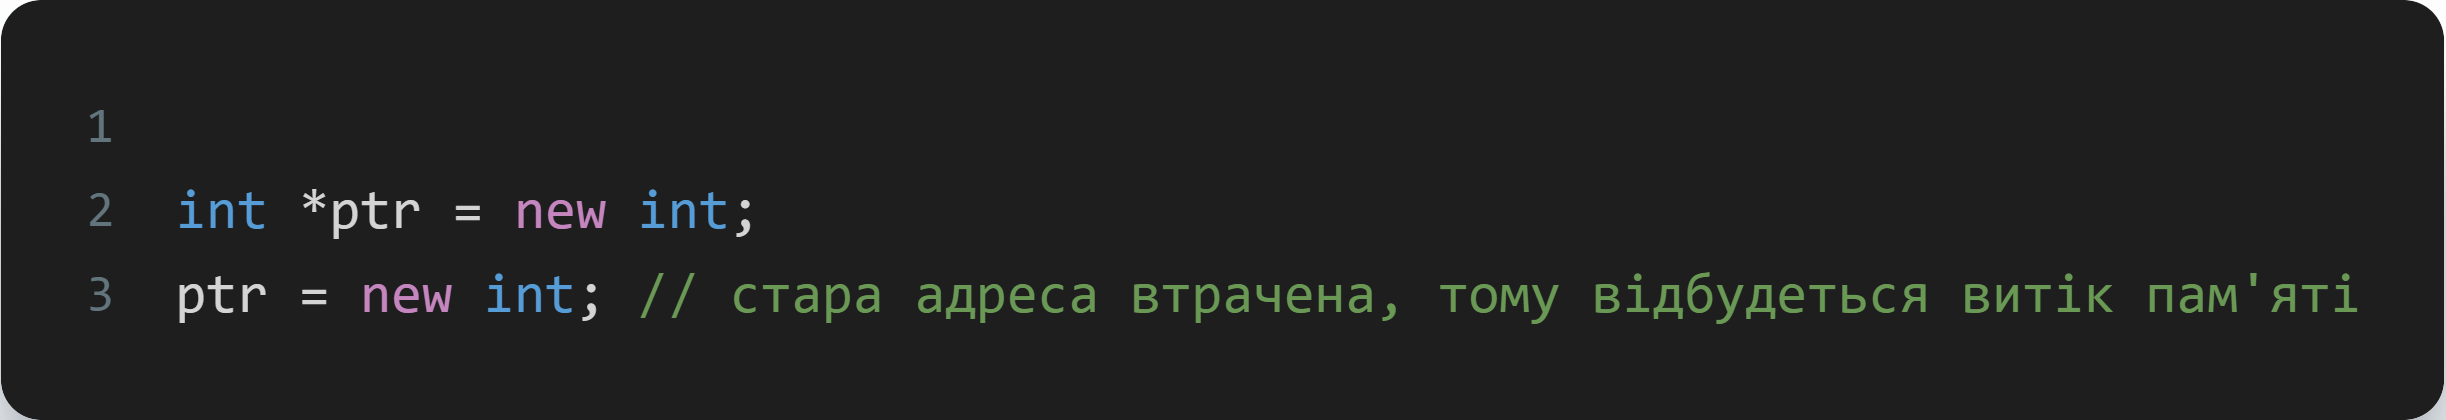 1
2 int *ptr = new int;
3 ptr = new int; // стара адреса втрачена, тому відбудеться витік пам'яті